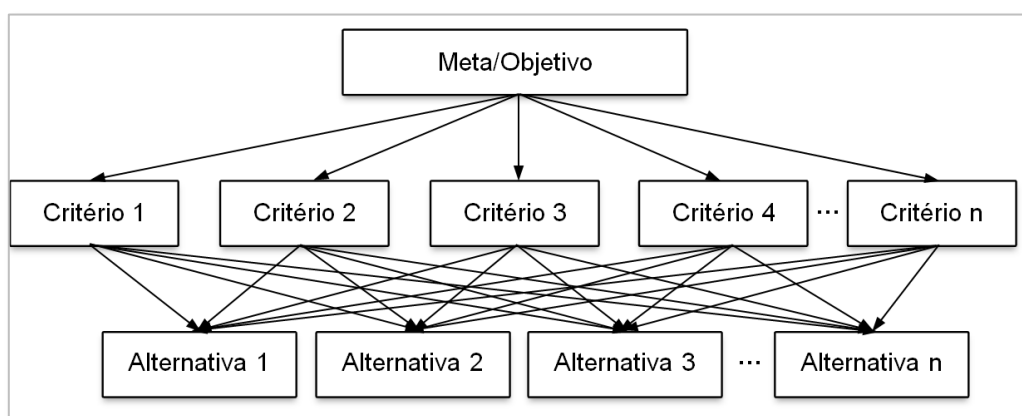 Meta/Objetivo
Critério 1 Critério 2 Critério 3 Critério 4 ... Critério n
Alternativa 1 Alternativa 2 Alternativa 3 ... Alternativa n